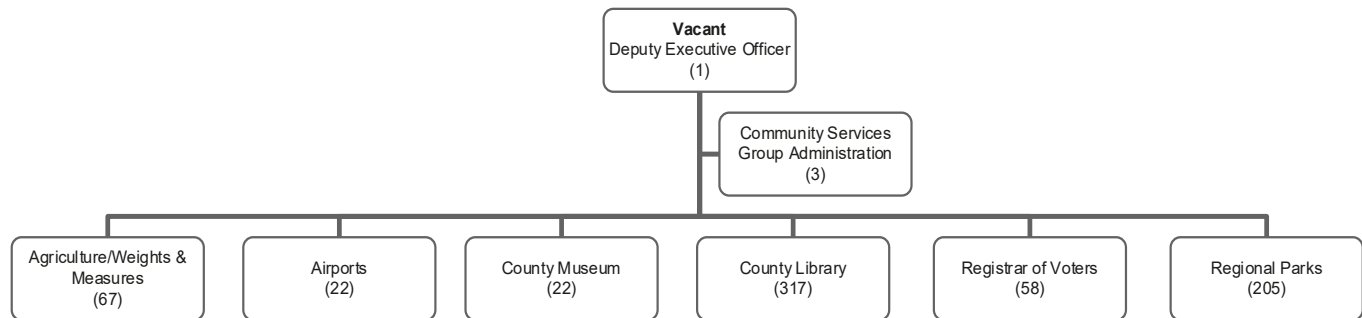 Vacant
Deputy Executive Officer
(1)
Community Services
Group Administration
(3)
Agriculture/Weights &
Measures
(67)
Airports
(22)
County Museum
(22)
County Library
(317)
Registrar of Voters
(58)
Regional Parks
(205)